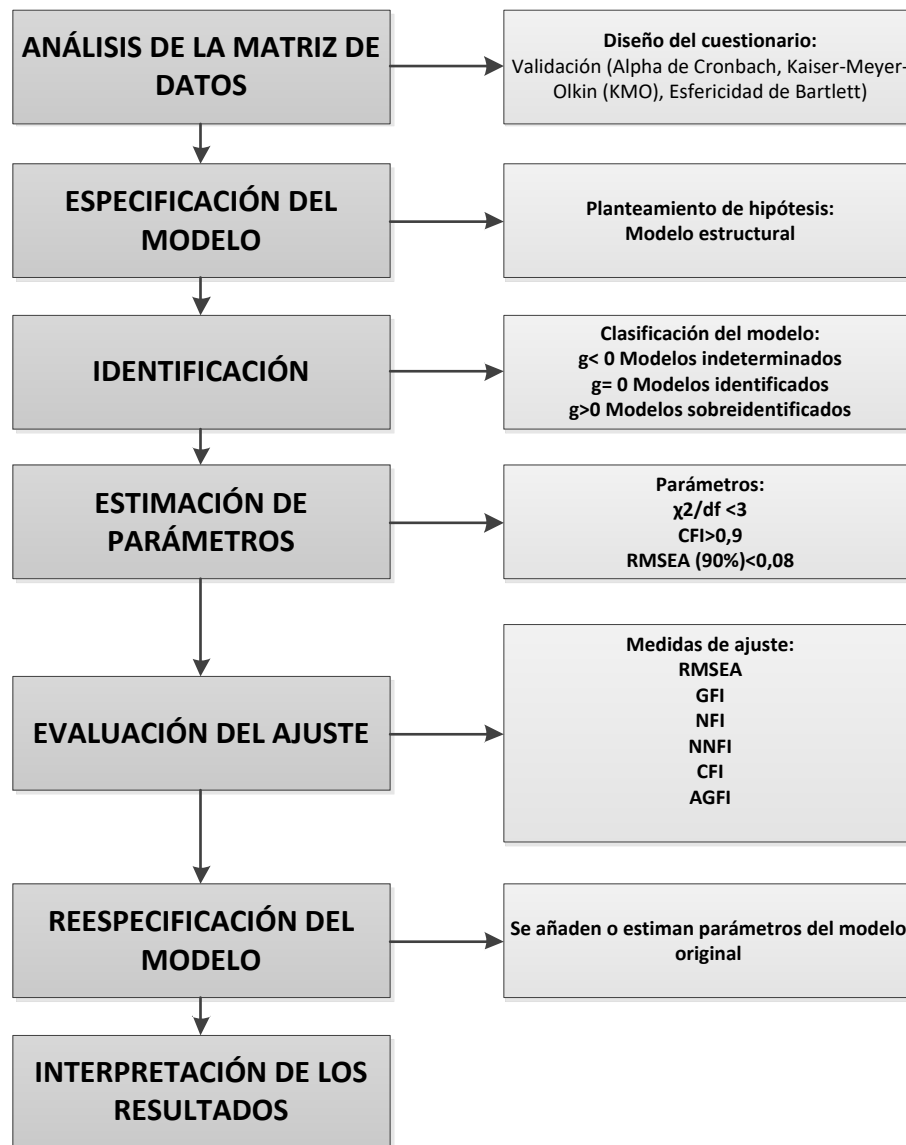 ANÁLISIS DE LA MATRIZ DE
DATOS
Diseño del cuestionario:
Validación (Alpha de Cronbach, Kaiser-Meyer-
Olkin (KMO), Esfericidad de Bartlett)
ESPECIFICACIÓN DEL
MODELO
Planteamiento de hipótesis:
Modelo estructural
IDENTIFICACIÓN
Clasificación del modelo:
g< 0 Modelos indeterminados
g= 0 Modelos identificados
g>0 Modelos sobreidentificados
ESTIMACIÓN DE
PARÁMETROS
Parámetros:
χ2/df <3
CFI>0,9
RMSEA (90%)<0,08
EVALUACIÓN DEL AJUSTE
Medidas de ajuste:
RMSEA
GFI
NFI
NNFI
CFI
AGFI
REESPECIFICACIÓN DEL
MODELO
Se añaden o estiman parámetros del modelo
original
INTERPRETACIÓN DE LOS
RESULTADOS